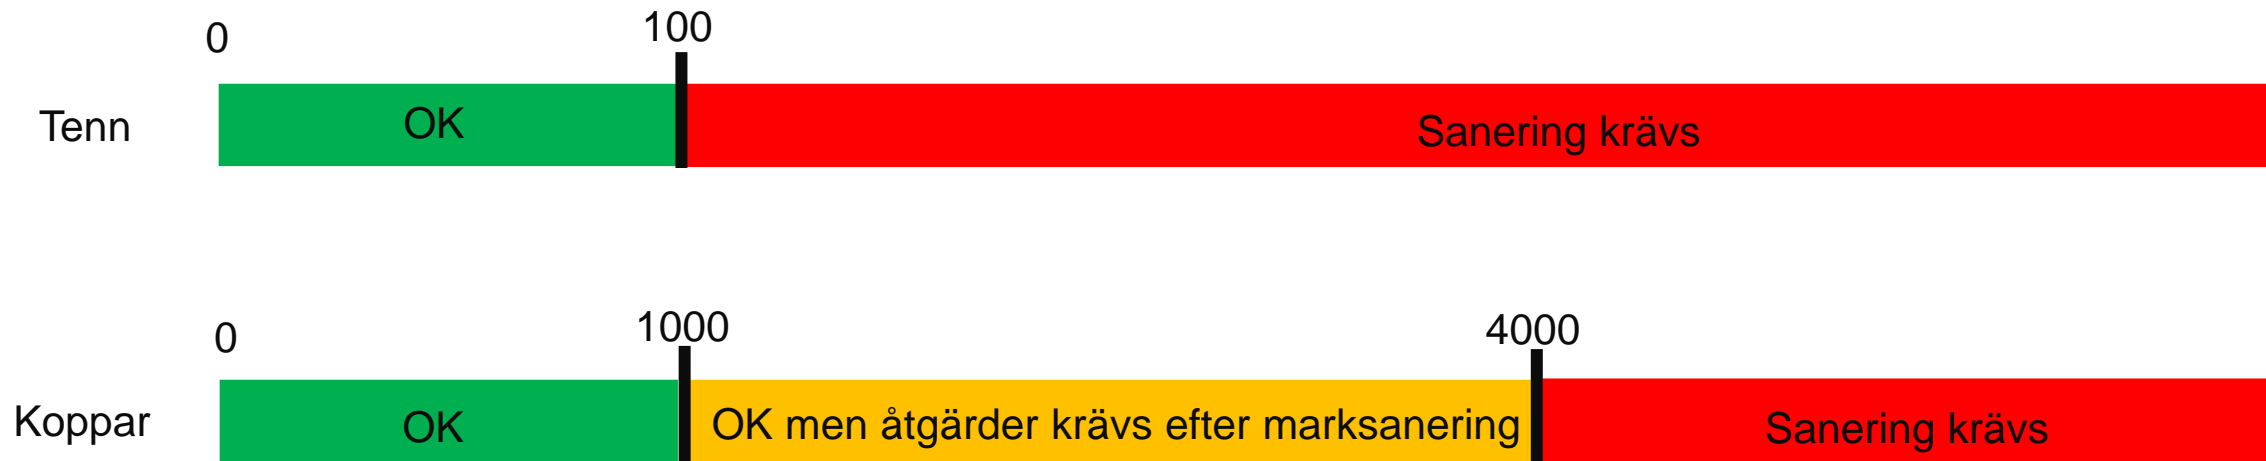 0
100
Tenn
OK
Sanering krävs
0
1000
4000
Koppar
OK
OK men åtgärder krävs efter marksanering
Sanering krävs